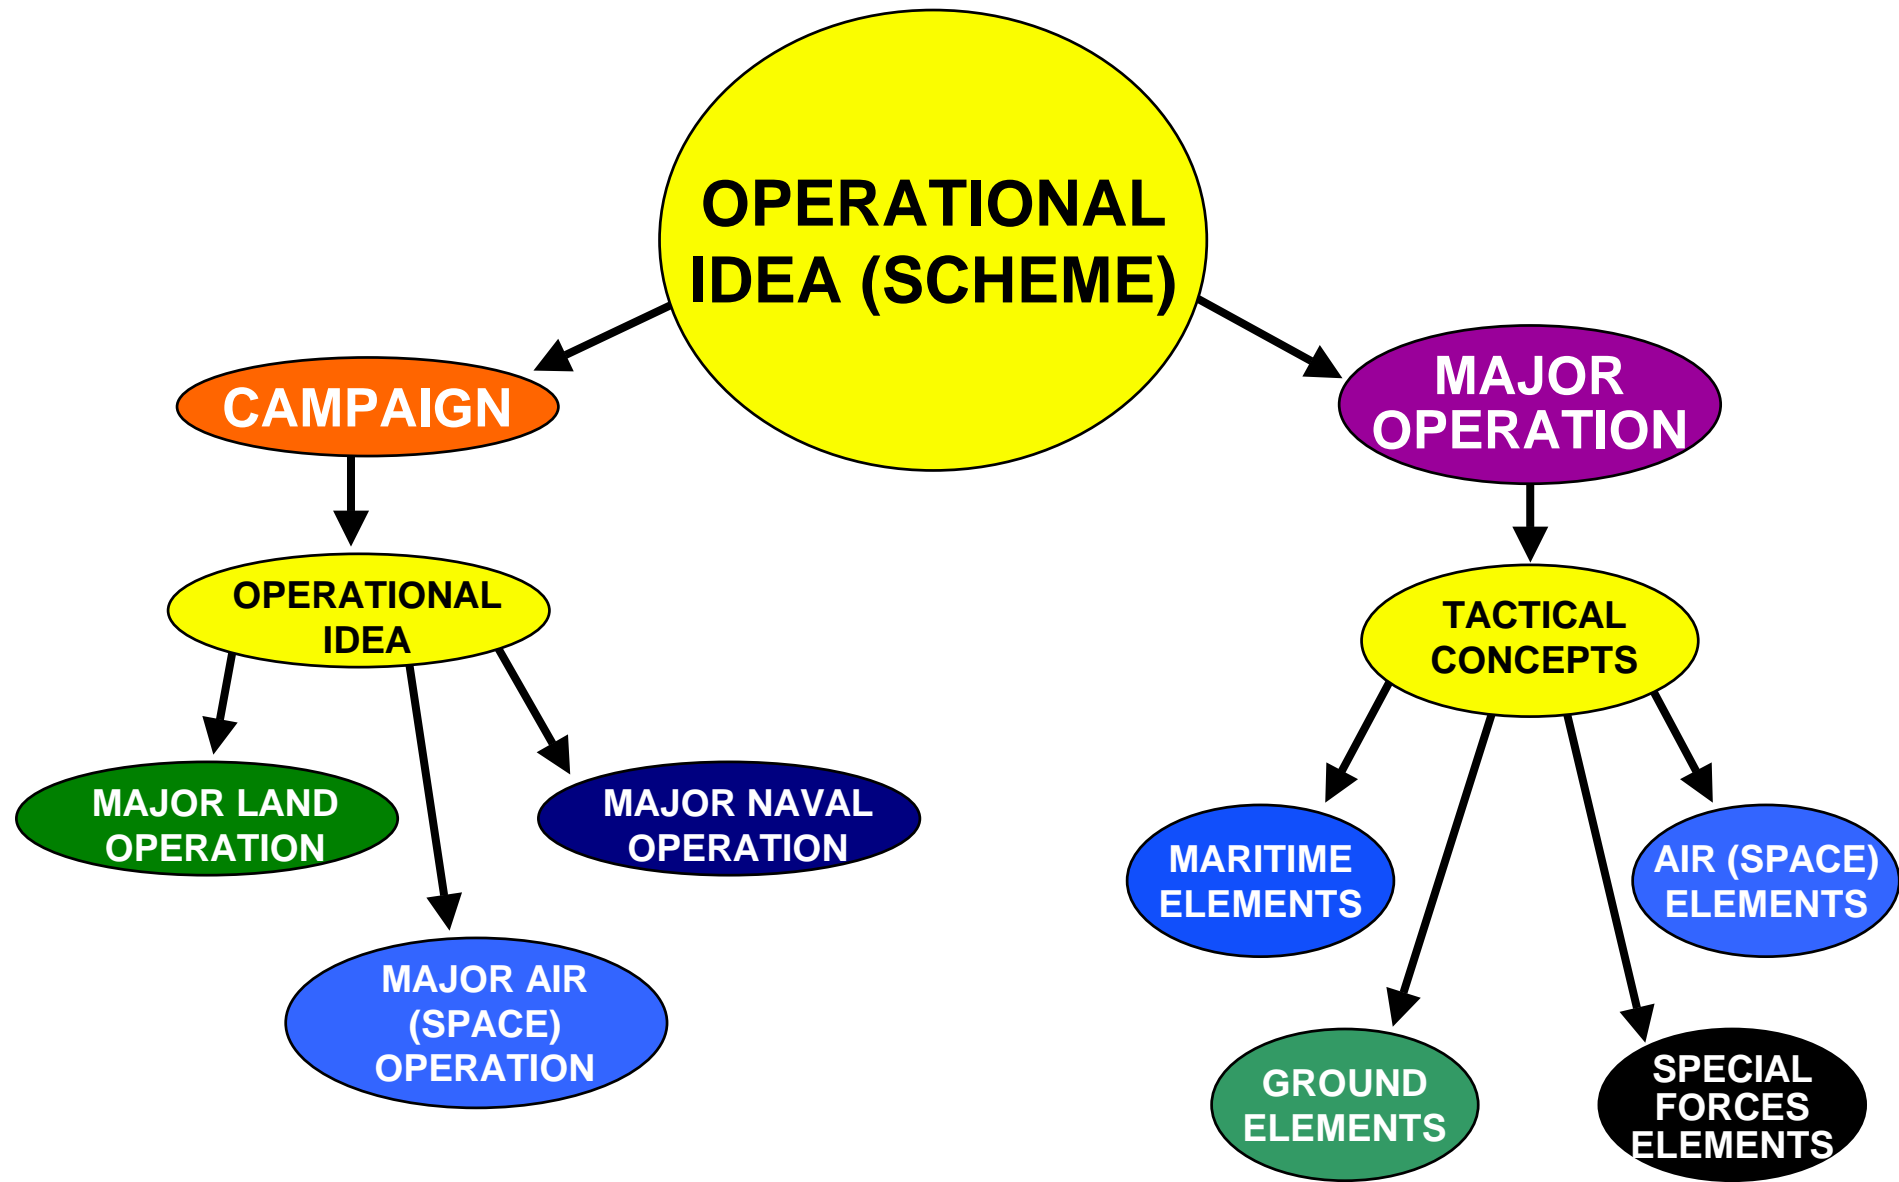 OPERATIONAL
IDEA (SCHEME)
CAMPAIGN
MAJOR
OPERATION
OPERATIONAL
IDEA
TACTICAL
CONCEPTS
MAJOR LAND
OPERATION
MAJOR NAVAL
OPERATION
MARITIME
ELEMENTS
AIR (SPACE)
ELEMENTS
MAJOR AIR
(SPACE)
OPERATION
GROUND
ELEMENTS
SPECIAL
FORCES
ELEMENTS